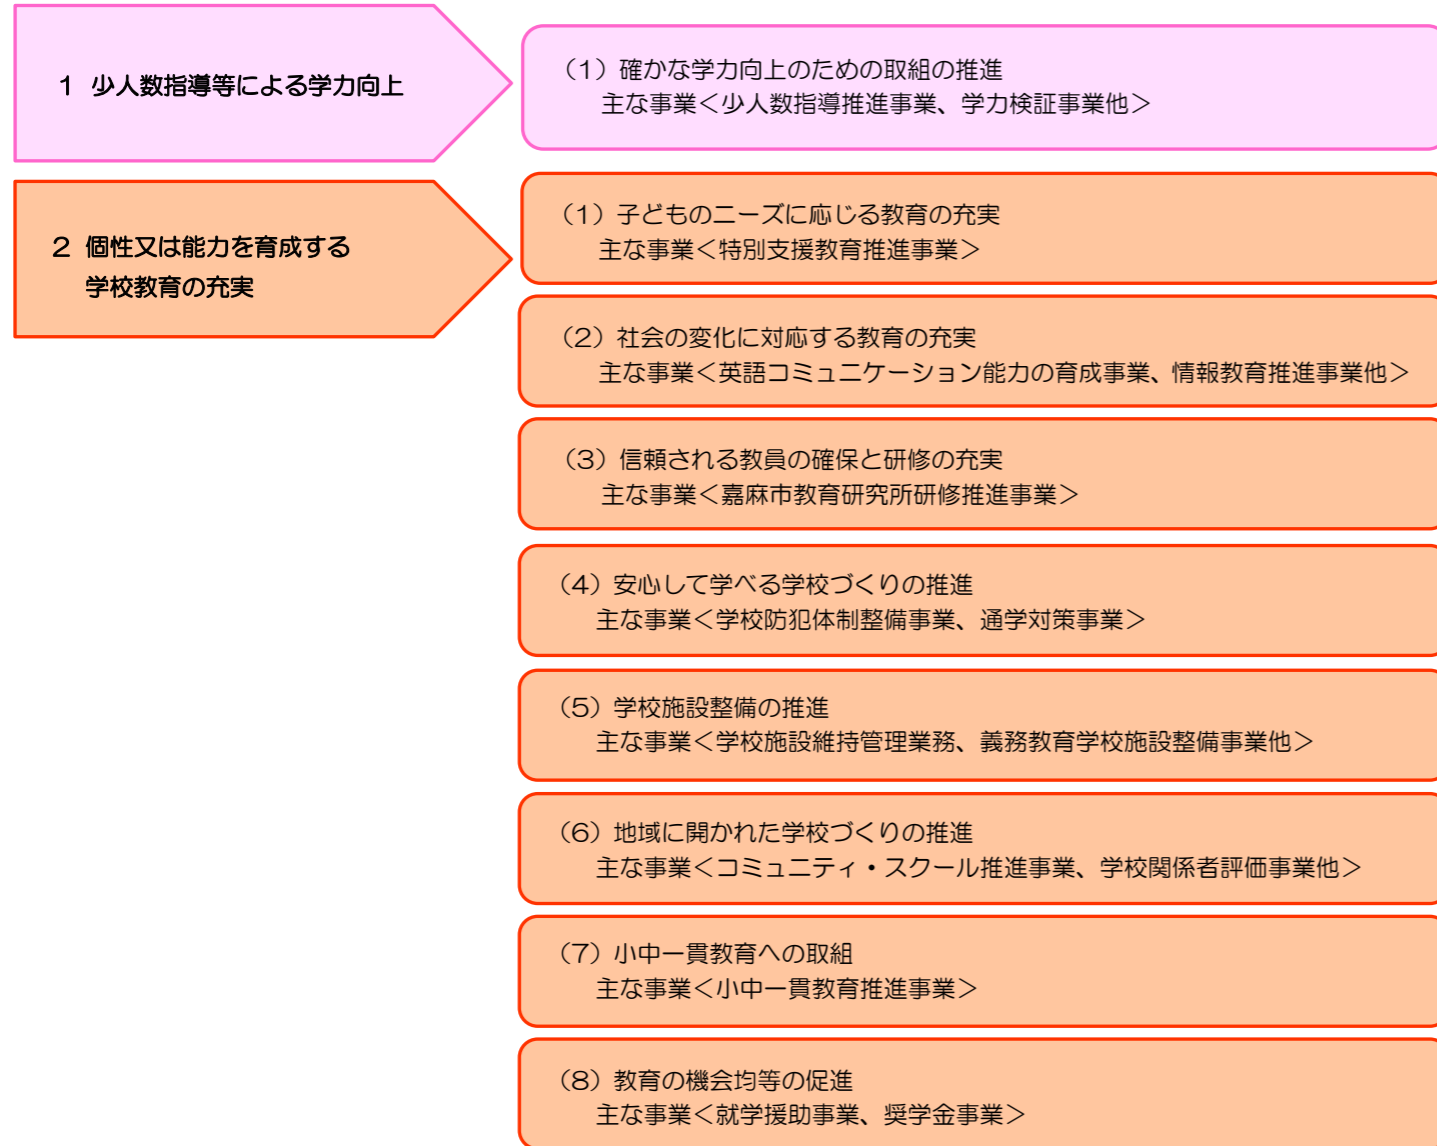 1 少人数指導等による学力向上
(1)確かな学力向上のための取組の推進
主な事業<少人数指導推進事業、学力検証事業他>
2 個性又は能力を育成する
学校教育の充実
(1)子どものニーズに応じる教育の充実
主な事業<特別支援教育推進事業>
(2)社会の変化に対応する教育の充実
主な事業<英語コミュニケーション能力の育成事業、情報教育推進事業他>
(3)信頼される教員の確保と研修の充実
主な事業<嘉麻市教育研究所研修推進事業>
(4)安心して学べる学校づくりの推進
主な事業<学校防犯体制整備事業、通学対策事業>
(5)学校施設整備の推進
主な事業<学校施設維持管理業務、義務教育学校施設整備事業他>
(6)地域に開かれた学校づくりの推進
主な事業<コミュニティ・スクール推進事業、学校関係者評価事業他>
(7)小中一貫教育への取組
主な事業<小中一貫教育推進事業>
(8)教育の機会均等の促進
主な事業<就学援助事業、奨学金事業>